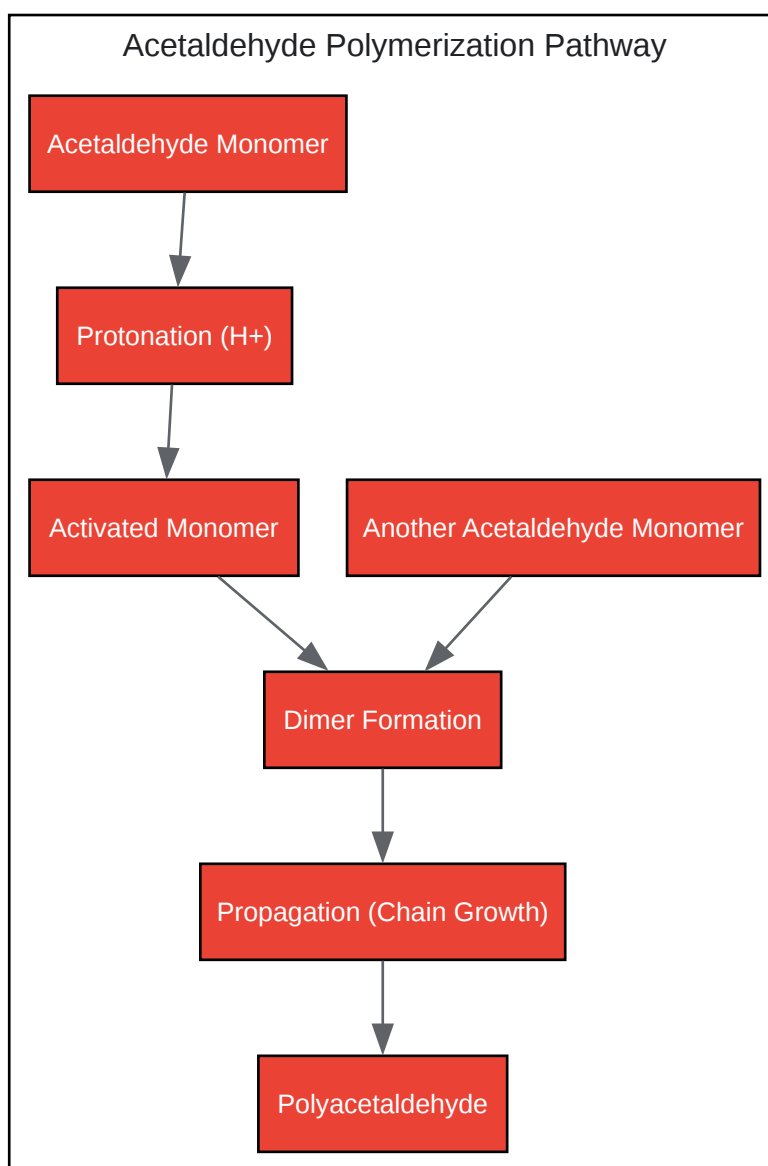 Acetaldehyde Polymerization Pathway
Acetaldehyde Monomer
Protonation (H+)
Activated Monomer
Another Acetaldehyde Monomer
Dimer Formation
Propagation (Chain Growth)
Polyacetaldehyde